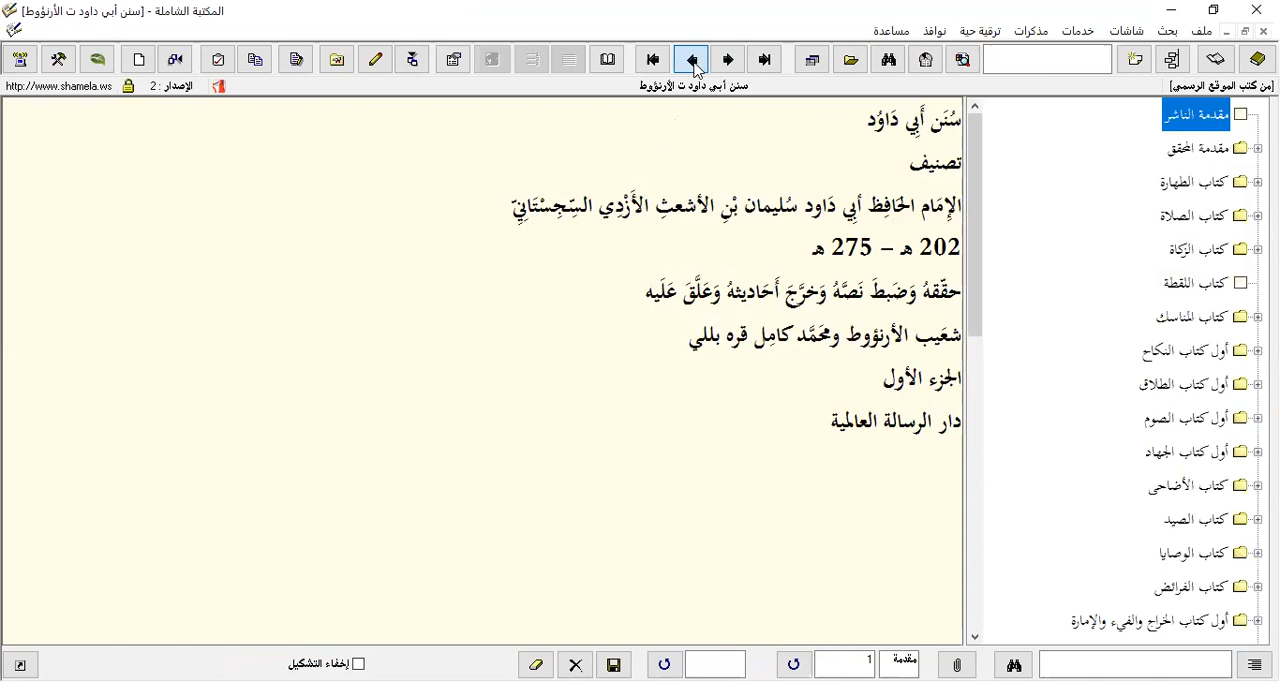 المكتبة الشاملة - [سنن أبي داود ت الأرنؤوط]
ملف بحث شاشات خدمات مذكرات ترقية حية نوافذ مساعدة
[من كتب الموقع الرسمي] سنن أبي داود ت الأرنؤوط الإصدار: 2 http://www.shamela.ws
مقدمة الناشر
مقدمة المحقق
كتاب الطهارة
كتاب الصلاة
كتاب الزكاة
كتاب اللقطة
كتاب المناسك
أول كتاب النكاح
أول كتاب الطلاق
أول كتاب الصوم
أول كتاب الجهاد
كتاب الأضاحى
كتاب الصيد
كتاب الوصايا
كتاب الفرائض
أول كتاب الخراج والفيء والإمارة
سُنَن أَبِي دَاوُد
تصنيف
الإِمَام الحَافِظ أبِي دَاود سُليمان بْنِ الأشعثِ الأَزْدِي السِّجِسْتَانِيِّ
202 هـ - 275 هـ
حقّقهُ وَضَبطَ نَصَّهُ وَخرَّجَ أَحَاديثهُ وَعَلَّقَ عَلَيه
شعَيب الأرنؤوط ومحَمَّد كامِل قره بللي
الجزء الأول
دار الرسالة العالمية
مقدمة 1
إخفاء التشكيل